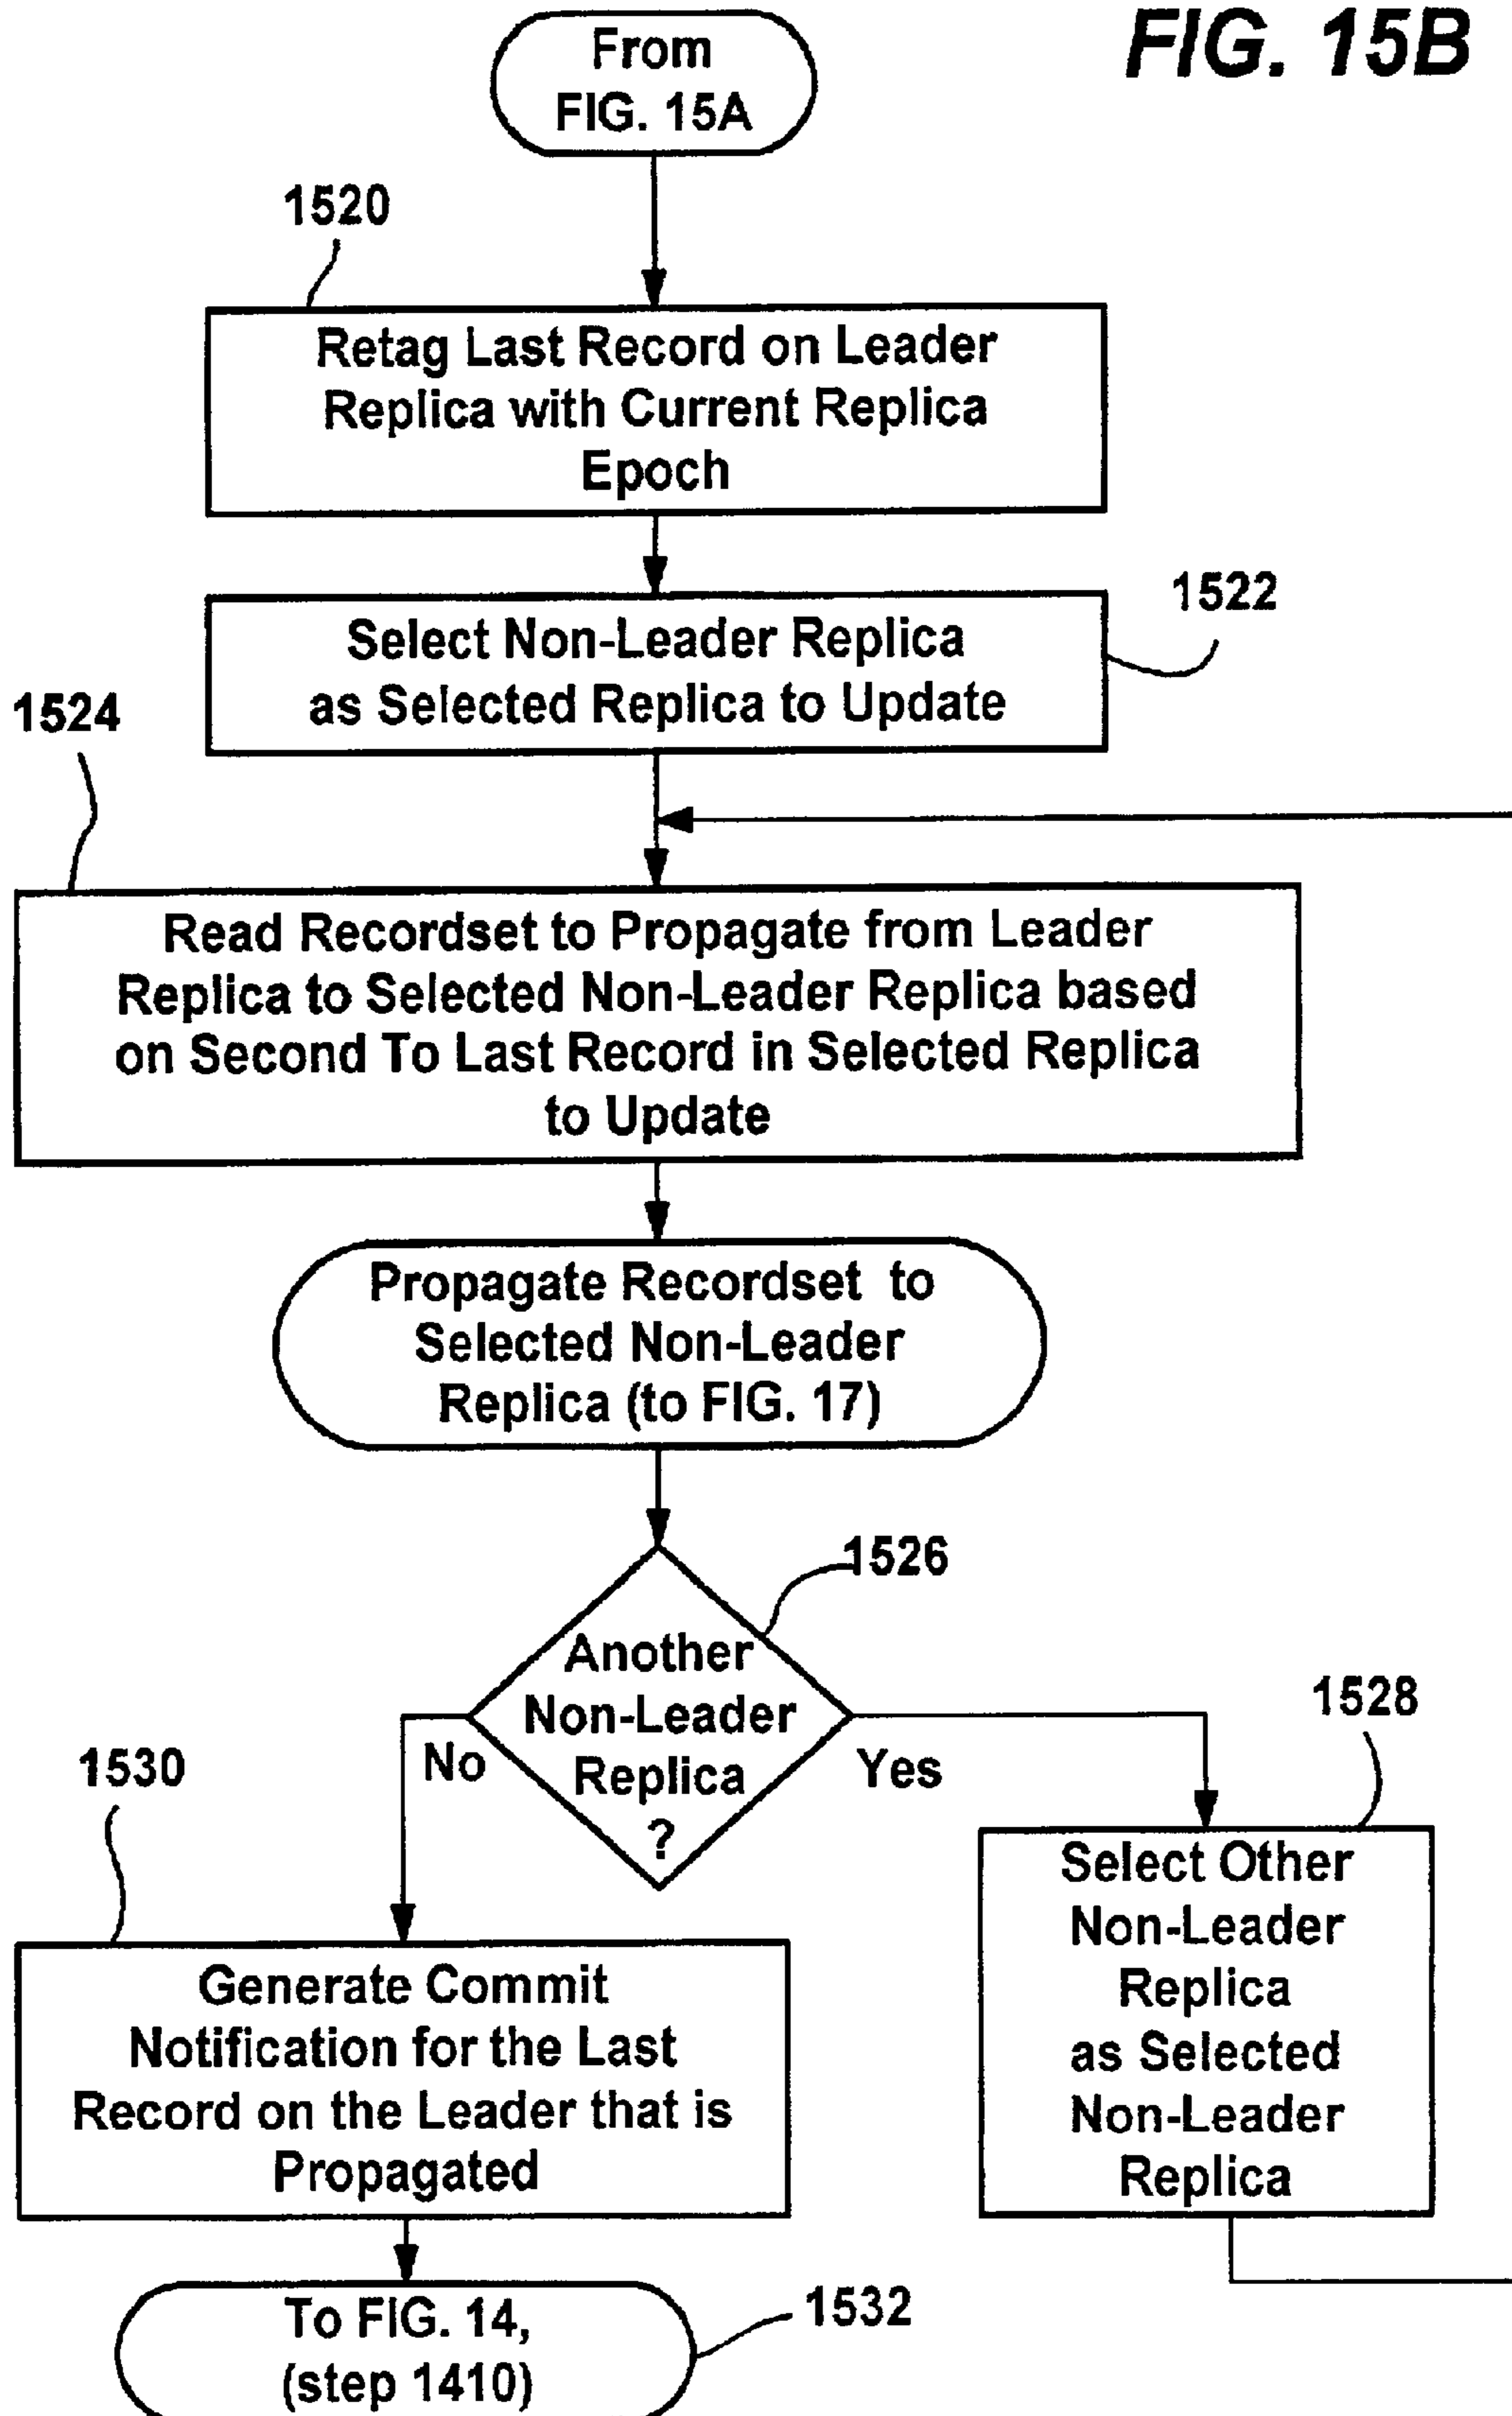 FIG. 15B
From
FIG. 15A
1520
Retag Last Record on Leader
Replica with Current Replica
Epoch
1522
Select Non-Leader Replica
as Selected Replica to Update
1524
Read Recordset to Propagate from Leader
Replica to Selected Non-Leader Replica based
on Second To Last Record in Selected Replica
to Update
Propagate Recordset to
Selected Non-Leader
Replica (to FIG. 17)
1526
Another
Non-Leader
Replica
?
No
Yes
1528
Select Other
Non-Leader
Replica
as Selected
Non-Leader
Replica
1530
Generate Commit
Notification for the Last
Record on the Leader that is
Propagated
To FIG. 14,
(step 1410)
1532